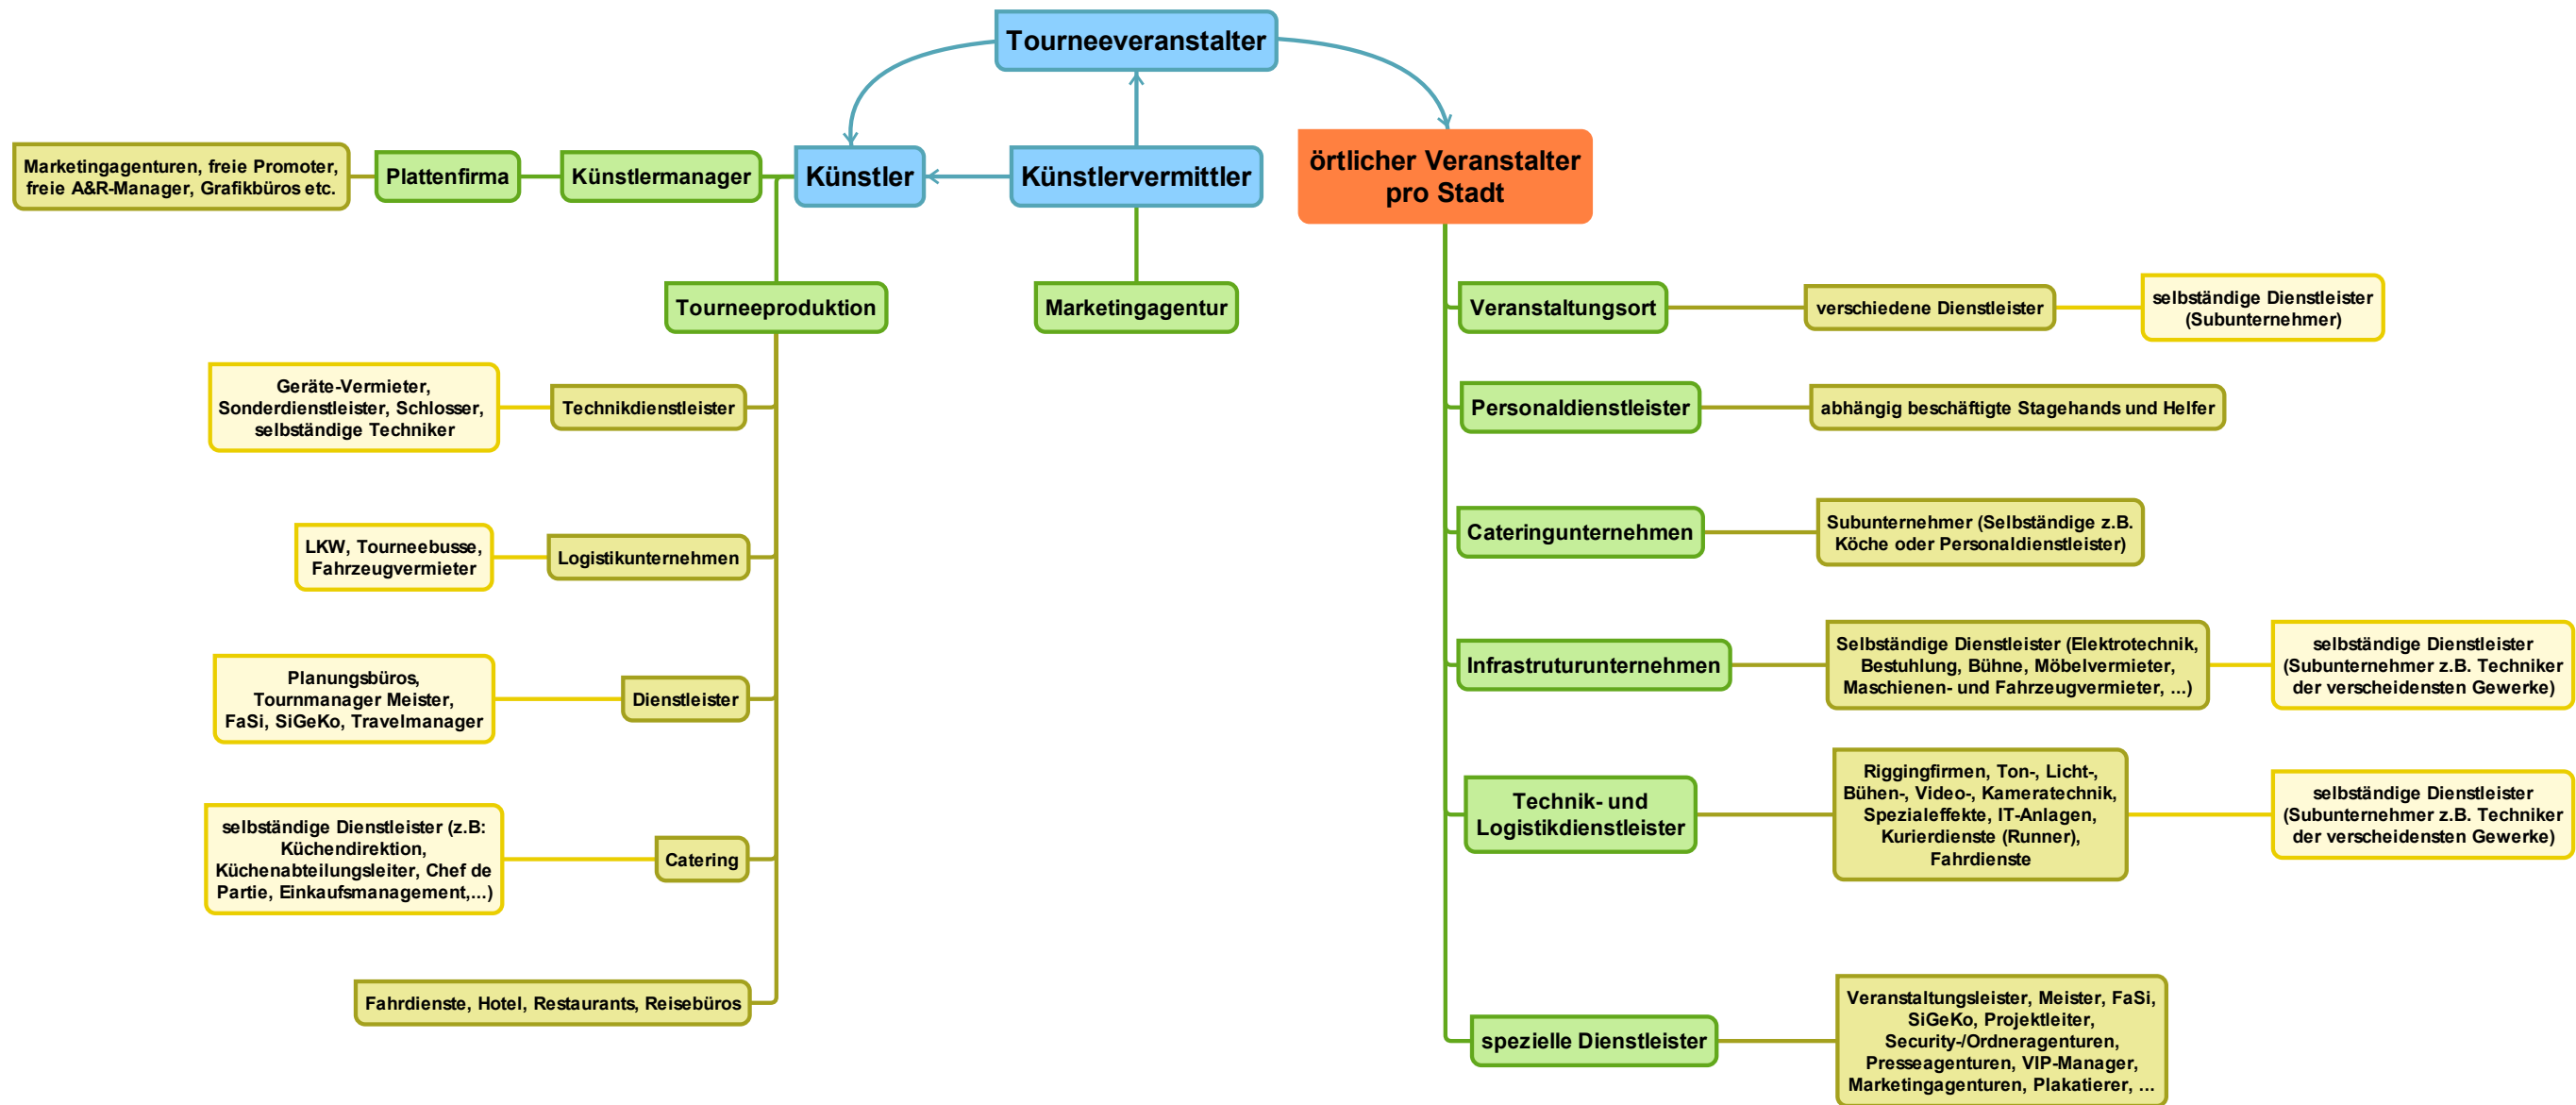 Tourneeveranstalter
Marketingagenturen, freie Promoter,
freie A&R-Manager, Grafikbüros etc.
Plattenfirma
Künstlermanager
Künstler
Künstlervermittler
örtlicher Veranstalter
pro Stadt
Tourneeproduktion
Marketingagentur
Geräte-Vermieter,
Sonderdienstleister, Schlosser,
selbständige Techniker
Technikdienstleister
LKW, Tourneebusse,
Fahrzeugvermieter
Logistikunternehmen
Planungsbüros,
Tournmanager Meister,
FaSi, SiGeKo, Travelmanager
Dienstleister
selbständige Dienstleister (z.B:
Küchendirektion,
Küchenabteilungsleiter, Chef de
Partie, Einkaufsmanagement,...)
Catering
Fahrdienste, Hotel, Restaurants, Reisebüros
Veranstaltungsort
verschiedene Dienstleister
selbständige Dienstleister
(Subunternehmer)
Personaldienstleister
abhängig beschäftigte Stagehands und Helfer
Cateringunternehmen
Subunternehmer (Selbständige z.B.
Köche oder Personaldienstleister)
Infrastruturunternehmen
Selbständige Dienstleister (Elektrotechnik,
Bestuhlung, Bühne, Möbelvermieter,
Maschienen- und Fahrzeugvermieter, ...)
selbständige Dienstleister
(Subunternehmer z.B. Techniker
der verscheidensten Gewerke)
Technik- und
Logistikdienstleister
Riggingfirmen, Ton-, Licht-,
Bühen-, Video-, Kameratechnik,
Spezialeffekte, IT-Anlagen,
Kurierdienste (Runner),
Fahrdienste
selbständige Dienstleister
(Subunternehmer z.B. Techniker
der verscheidensten Gewerke)
spezielle Dienstleister
Veranstaltungsleister, Meister, FaSi,
SiGeKo, Projektleiter,
Security-/Ordneragenturen,
Presseagenturen, VIP-Manager,
Marketingagenturen, Plakatierer, ...